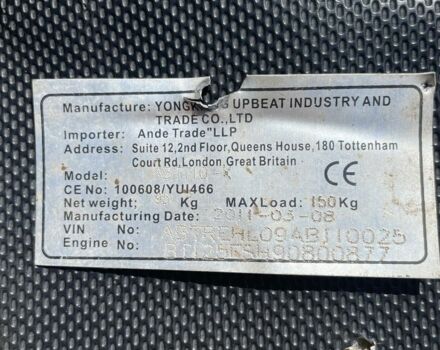 Manufacture: UPBEAT INDUSTRY AND
TRADE CO.,LTD
Importer: Ande Trade"LLP
Address: Suite 12,2nd Floor,Queens House,180 Tottenham
Court Rd,London,Great Britain
Model: CE
CE No: 100608/YUI466
Net weight: Kg MAXLoad: 150Kg
Manufacturing Date: 2011-03-08
VIN No:
Engine No: